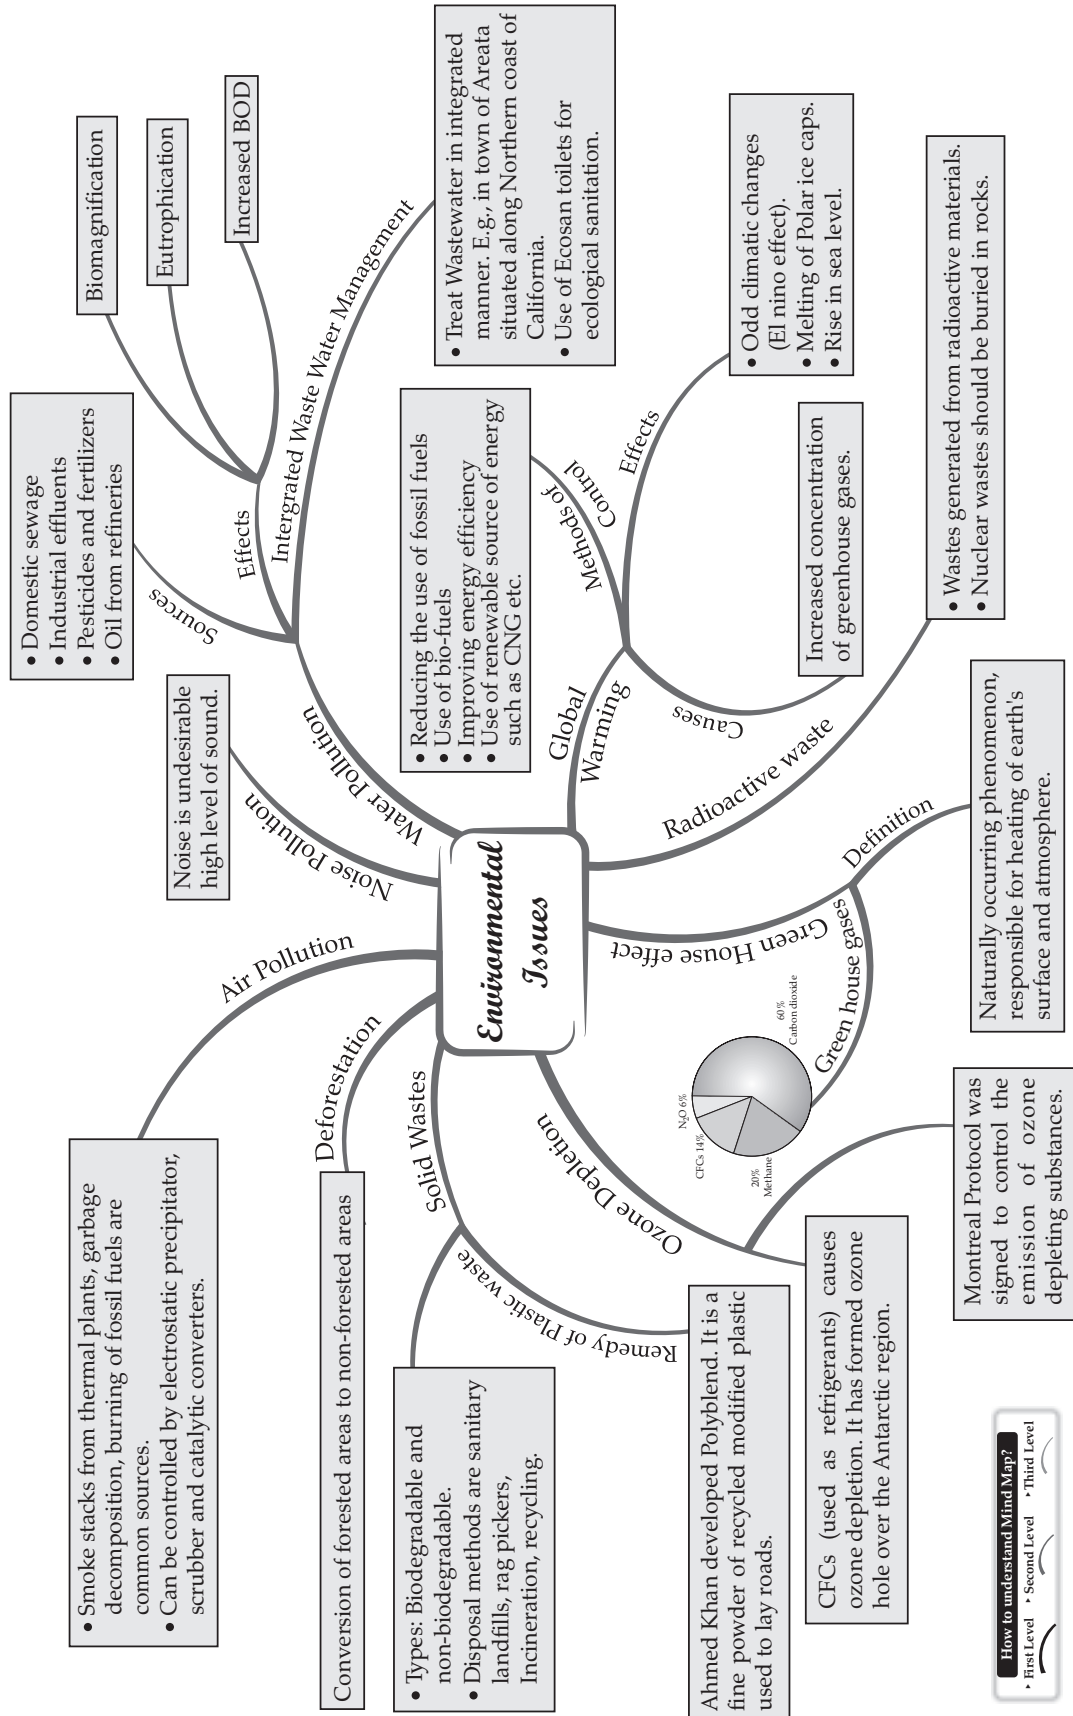 Environmental
Issues
Air Pollution
• Smoke stacks from thermal plants, garbage
decomposition, burning of fossil fuels are
common sources.
• Can be controlled by electrostatic precipitator,
scrubber and catalytic converters.
Noise Pollution
Noise is undesirable
high level of sound.
Water Pollution
Sources
• Domestic sewage
• Industrial effluents
• Pesticides and fertilizers
• Oil from refineries
Effects
Biomagnification
Eutrophication
Increased BOD
Intergrated Waste Water Management
• Treat Wastewater in integrated
manner. E.g., in town of Areata
situated along Northern coast of
California.
• Use of Ecosan toilets for
ecological sanitation.
Global
Warming
Methods of
Control
• Reducing the use of fossil fuels
• Use of bio-fuels
• Improving energy efficiency
• Use of renewable source of energy
such as CNG etc.
Effects
• Odd climatic changes
(El nino effect).
• Melting of Polar ice caps.
• Rise in sea level.
Causes
Increased concentration
of greenhouse gases.
Radioactive waste
• Wastes generated from radioactive materials.
• Nuclear wastes should be buried in rocks.
Green House effect
Definition
Naturally occurring phenomenon,
responsible for heating of earth's
surface and atmosphere.
Green house gases
N₂O 6%
CFCs 14%
20%
Methane
60%
Carbon dioxide
Ozone Depletion
Montreal Protocol was
signed to control the
emission of ozone
depleting substances.
CFCs (used as refrigerants) causes
ozone depletion. It has formed ozone
hole over the Antarctic region.
Solid Wastes
• Types: Biodegradable and
non-biodegradable.
• Disposal methods are sanitary
landfills, rag pickers,
Incineration, recycling.
Remedy of Plastic waste
Ahmed Khan developed Polyblend. It is a
fine powder of recycled modified plastic
used to lay roads.
Deforestation
Conversion of forested areas to non-forested areas
How to understand Mind Map?
First Level
Second Level
Third Level